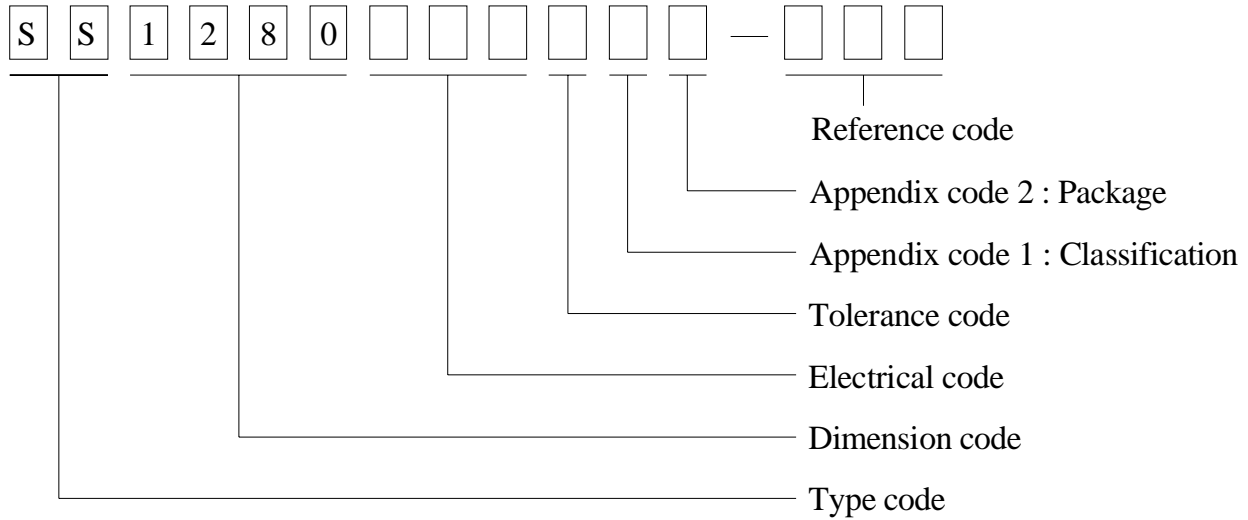 S S 1 2 8 0 —
Reference code
Appendix code 2 : Package
Appendix code 1 : Classification
Tolerance code
Electrical code
Dimension code
Type code